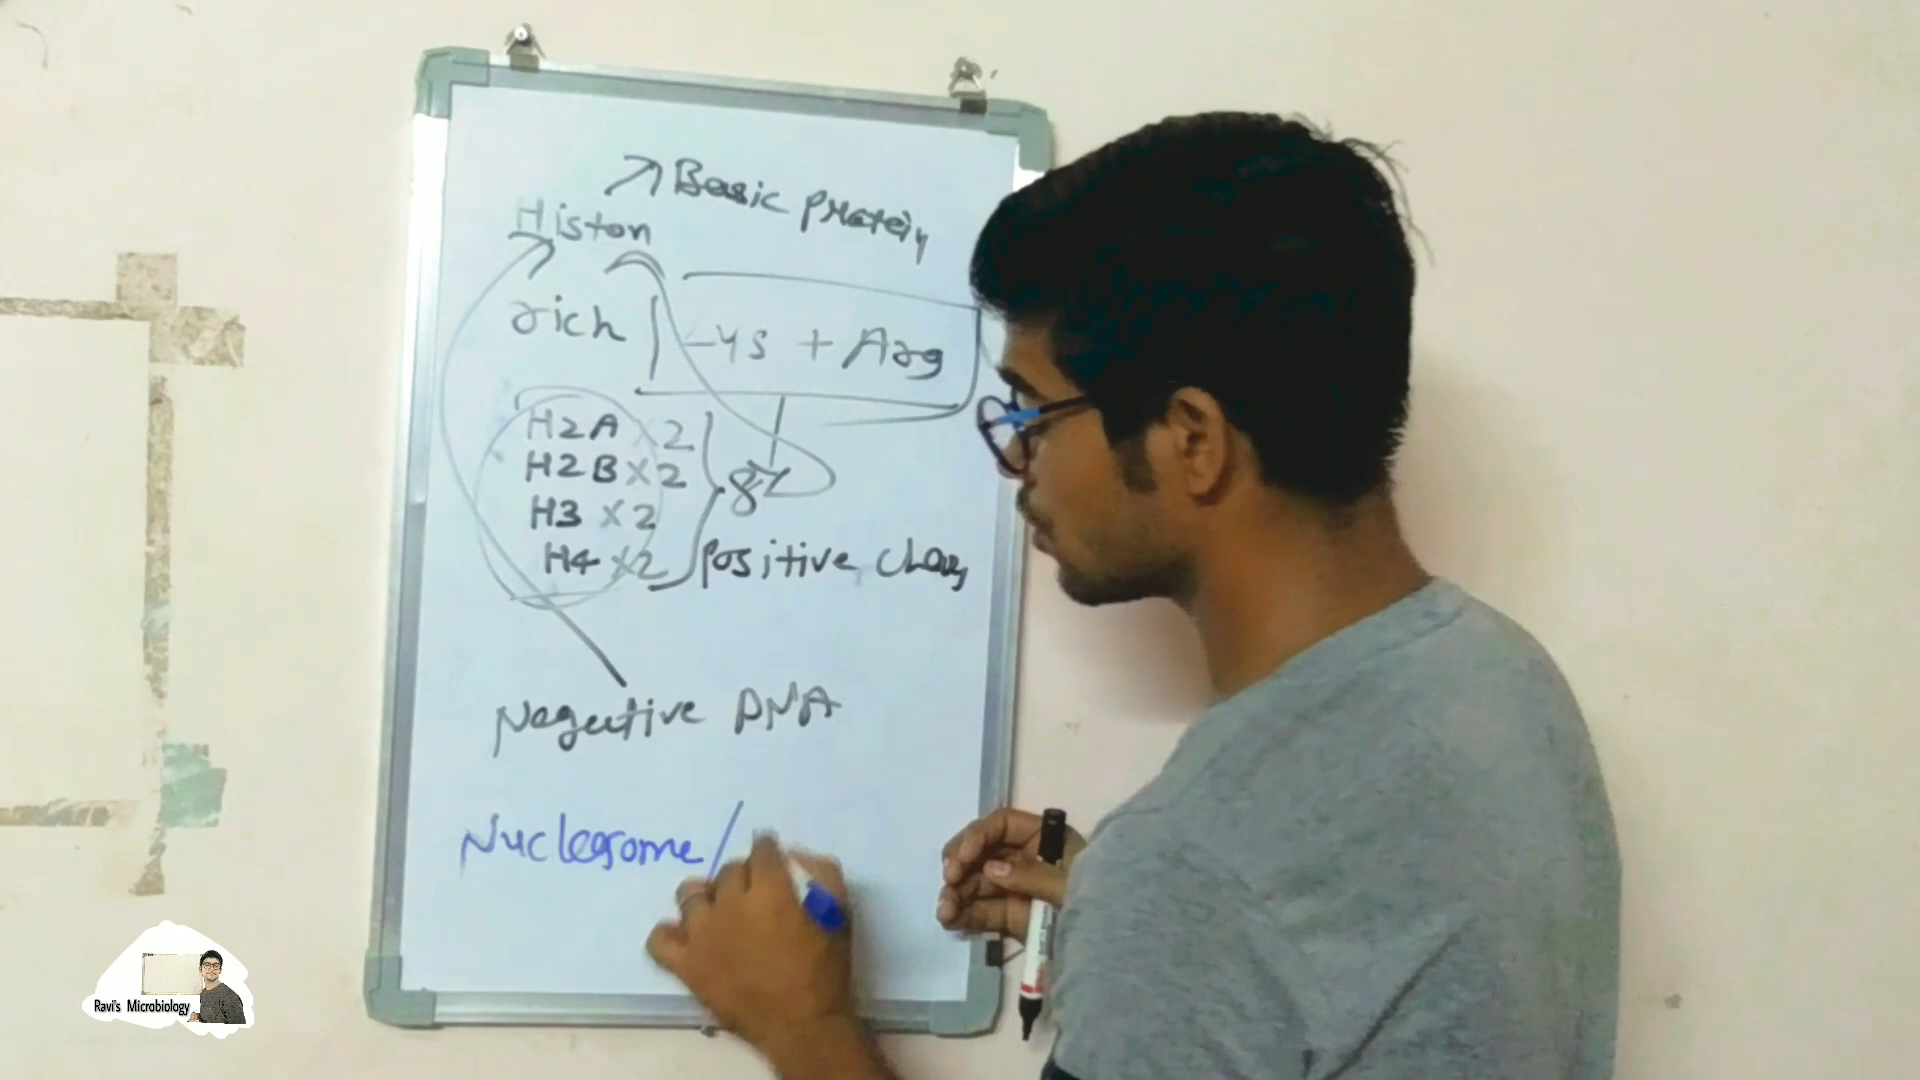 ↗ Basic protein
Histon
rich Lys + Arg
H2A x 2
H2B x 2
H3 x 2
H4 x 2
8
positive
Negative DNA
Nucleosome /
Ravi's Microbiology